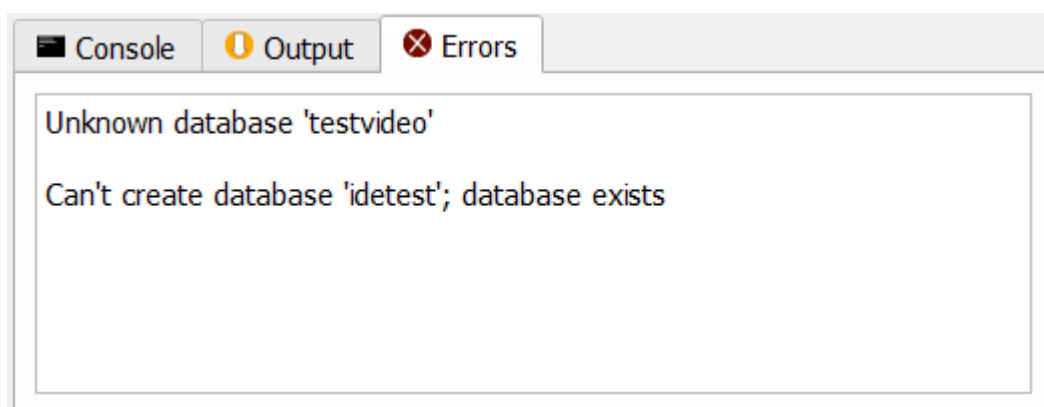 Console Output Errors
Unknown database 'testvideo'
Can't create database 'idetest'; database exists